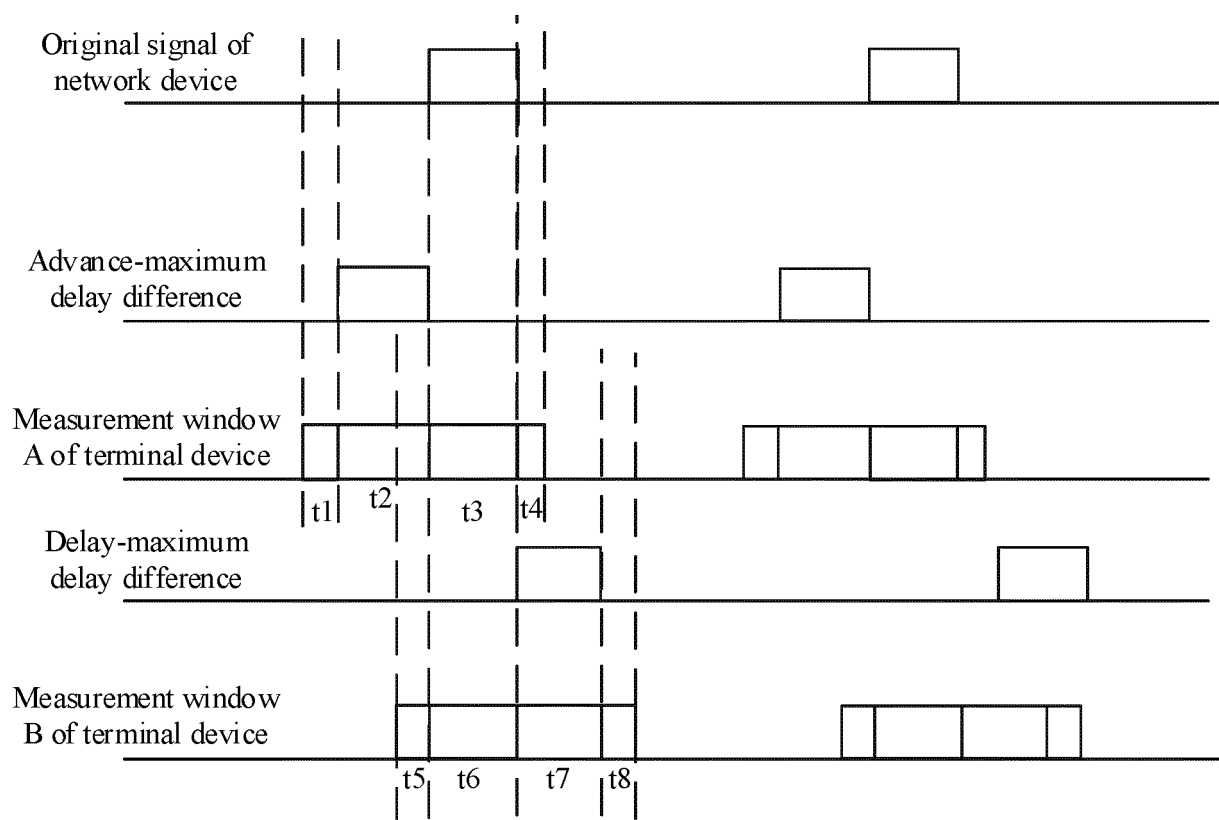 Original signal of
network device
Advance-maximum
delay difference
Measurement window
A of terminal device
t1
t2
t3
t4
Delay-maximum
delay difference
Measurement window
B of terminal device
t5
t6
t7
t8